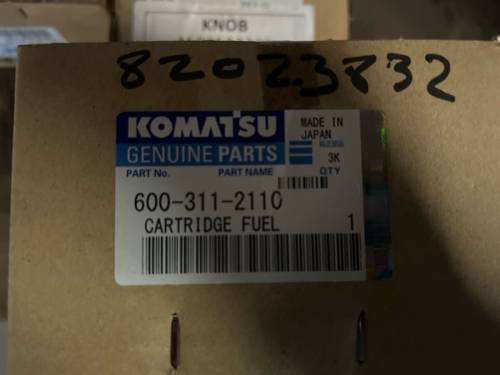 KNOB
82023832
KOMATSU
MADE IN
JAPAN
GENUINE PARTS
3K
PART No.
PART NAME
QTY
600-311-2110
CARTRIDGE FUEL
1